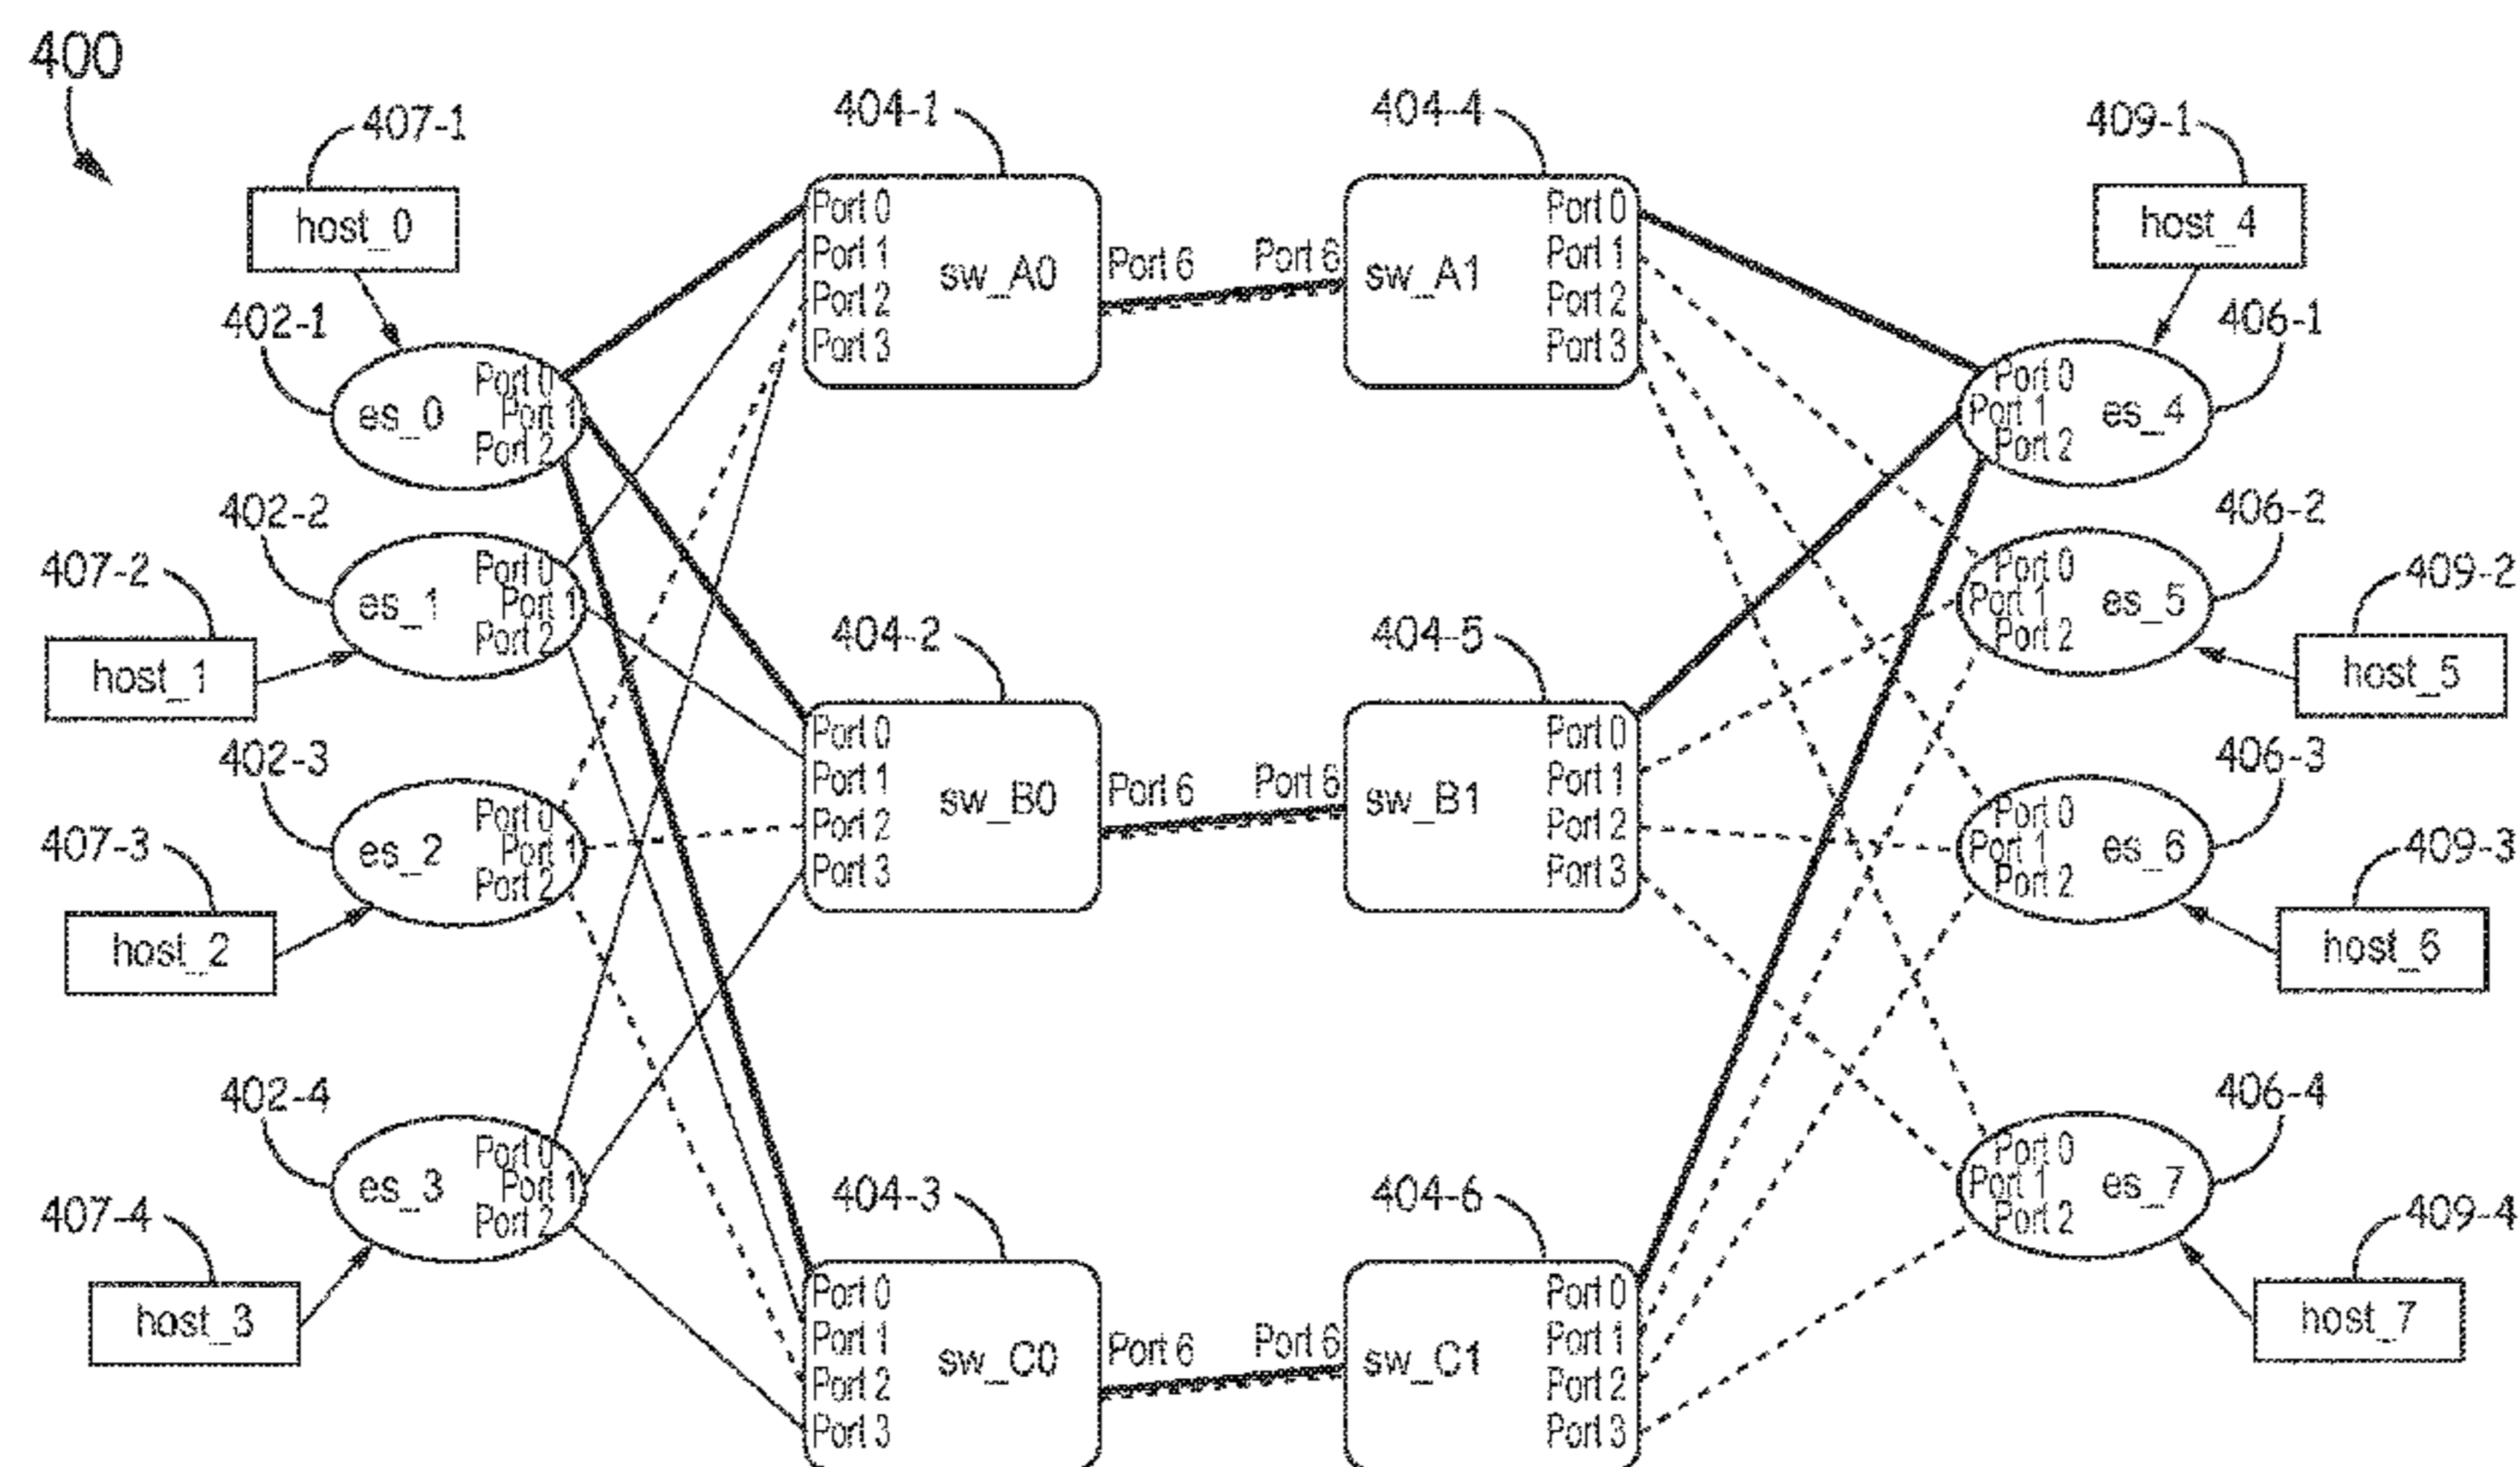 400
407-1
404-1
404-4
409-1
host_0
Port 0
Port 1
Port 2
Port 3
sw_A0
Port 6
Port 6
sw_A1
Port 0
Port 1
Port 2
Port 3
host_4
402-1
406-1
es_0
Port 0
Port 1
Port 2
Port 0
Port 1
Port 2
es_4
402-2
406-2
407-2
es_1
Port 0
Port 1
Port 2
Port 0
Port 1
Port 2
es_5
409-2
host_1
404-2
404-5
host_5
402-3
406-3
Port 0
Port 1
Port 2
Port 3
sw_B0
Port 6
Port 6
sw_B1
Port 0
Port 1
Port 2
Port 3
407-3
es_2
Port 0
Port 1
Port 2
Port 0
Port 1
Port 2
es_6
409-3
host_2
host_6
402-4
406-4
es_3
Port 0
Port 1
Port 2
Port 0
Port 1
Port 2
es_7
407-4
404-3
404-6
409-4
host_3
Port 0
Port 1
Port 2
Port 3
sw_C0
Port 6
Port 6
sw_C1
Port 0
Port 1
Port 2
Port 3
host_7